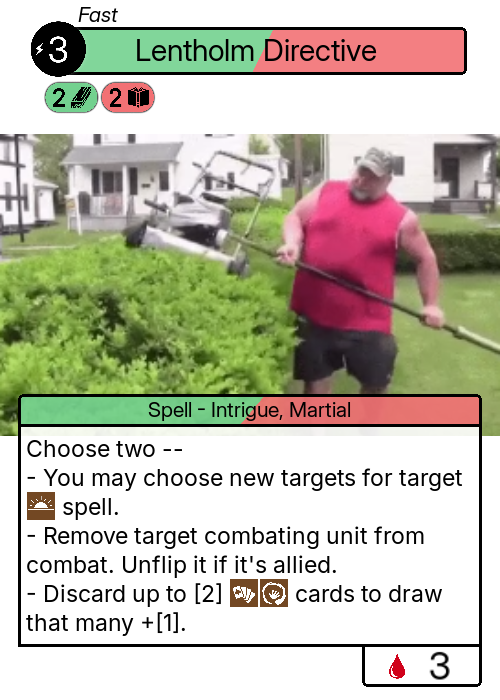 Fast
3 Lentholm Directive
2 2
Spell - Intrigue, Martial
Choose two --
- You may choose new targets for target
spell.
- Remove target combating unit from
combat. Unflip it if it's allied.
- Discard up to [2] cards to draw
that many +[1].
3